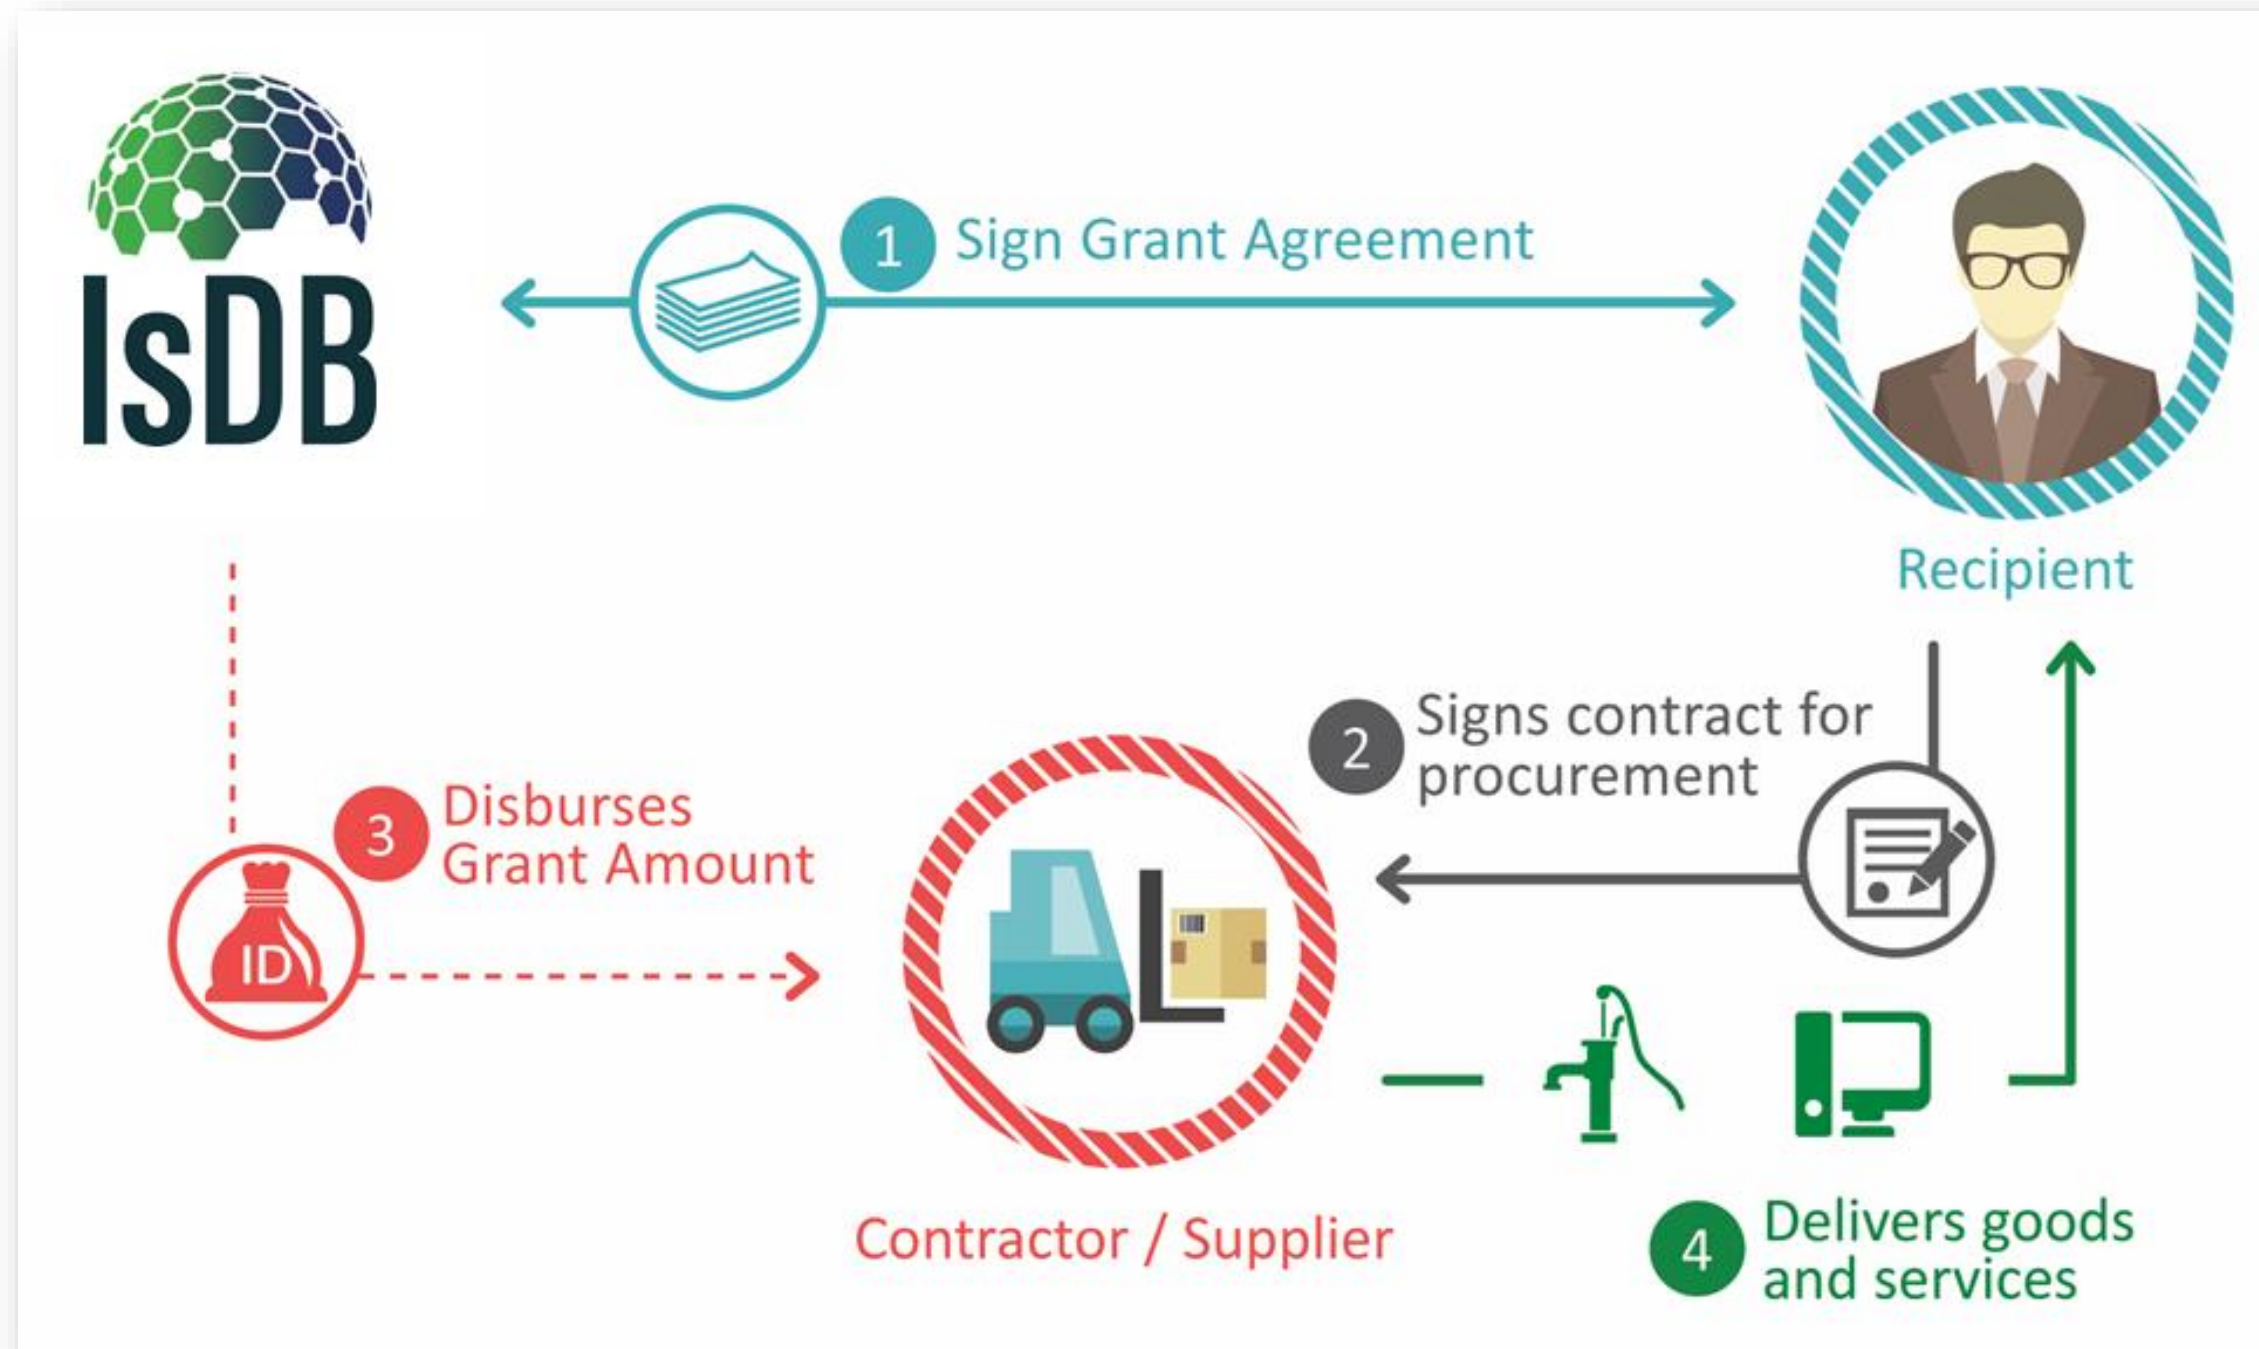 IsDB
1 Sign Grant Agreement
Recipient
2 Signs contract for
procurement
3 Disburses
Grant Amount
ID
Contractor / Supplier
4 Delivers goods
and services